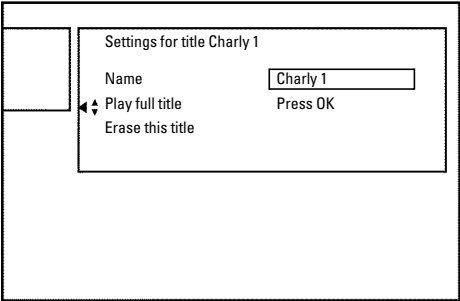 Settings for title Charly 1
Name Charly 1
Play full title Press OK
Erase this title